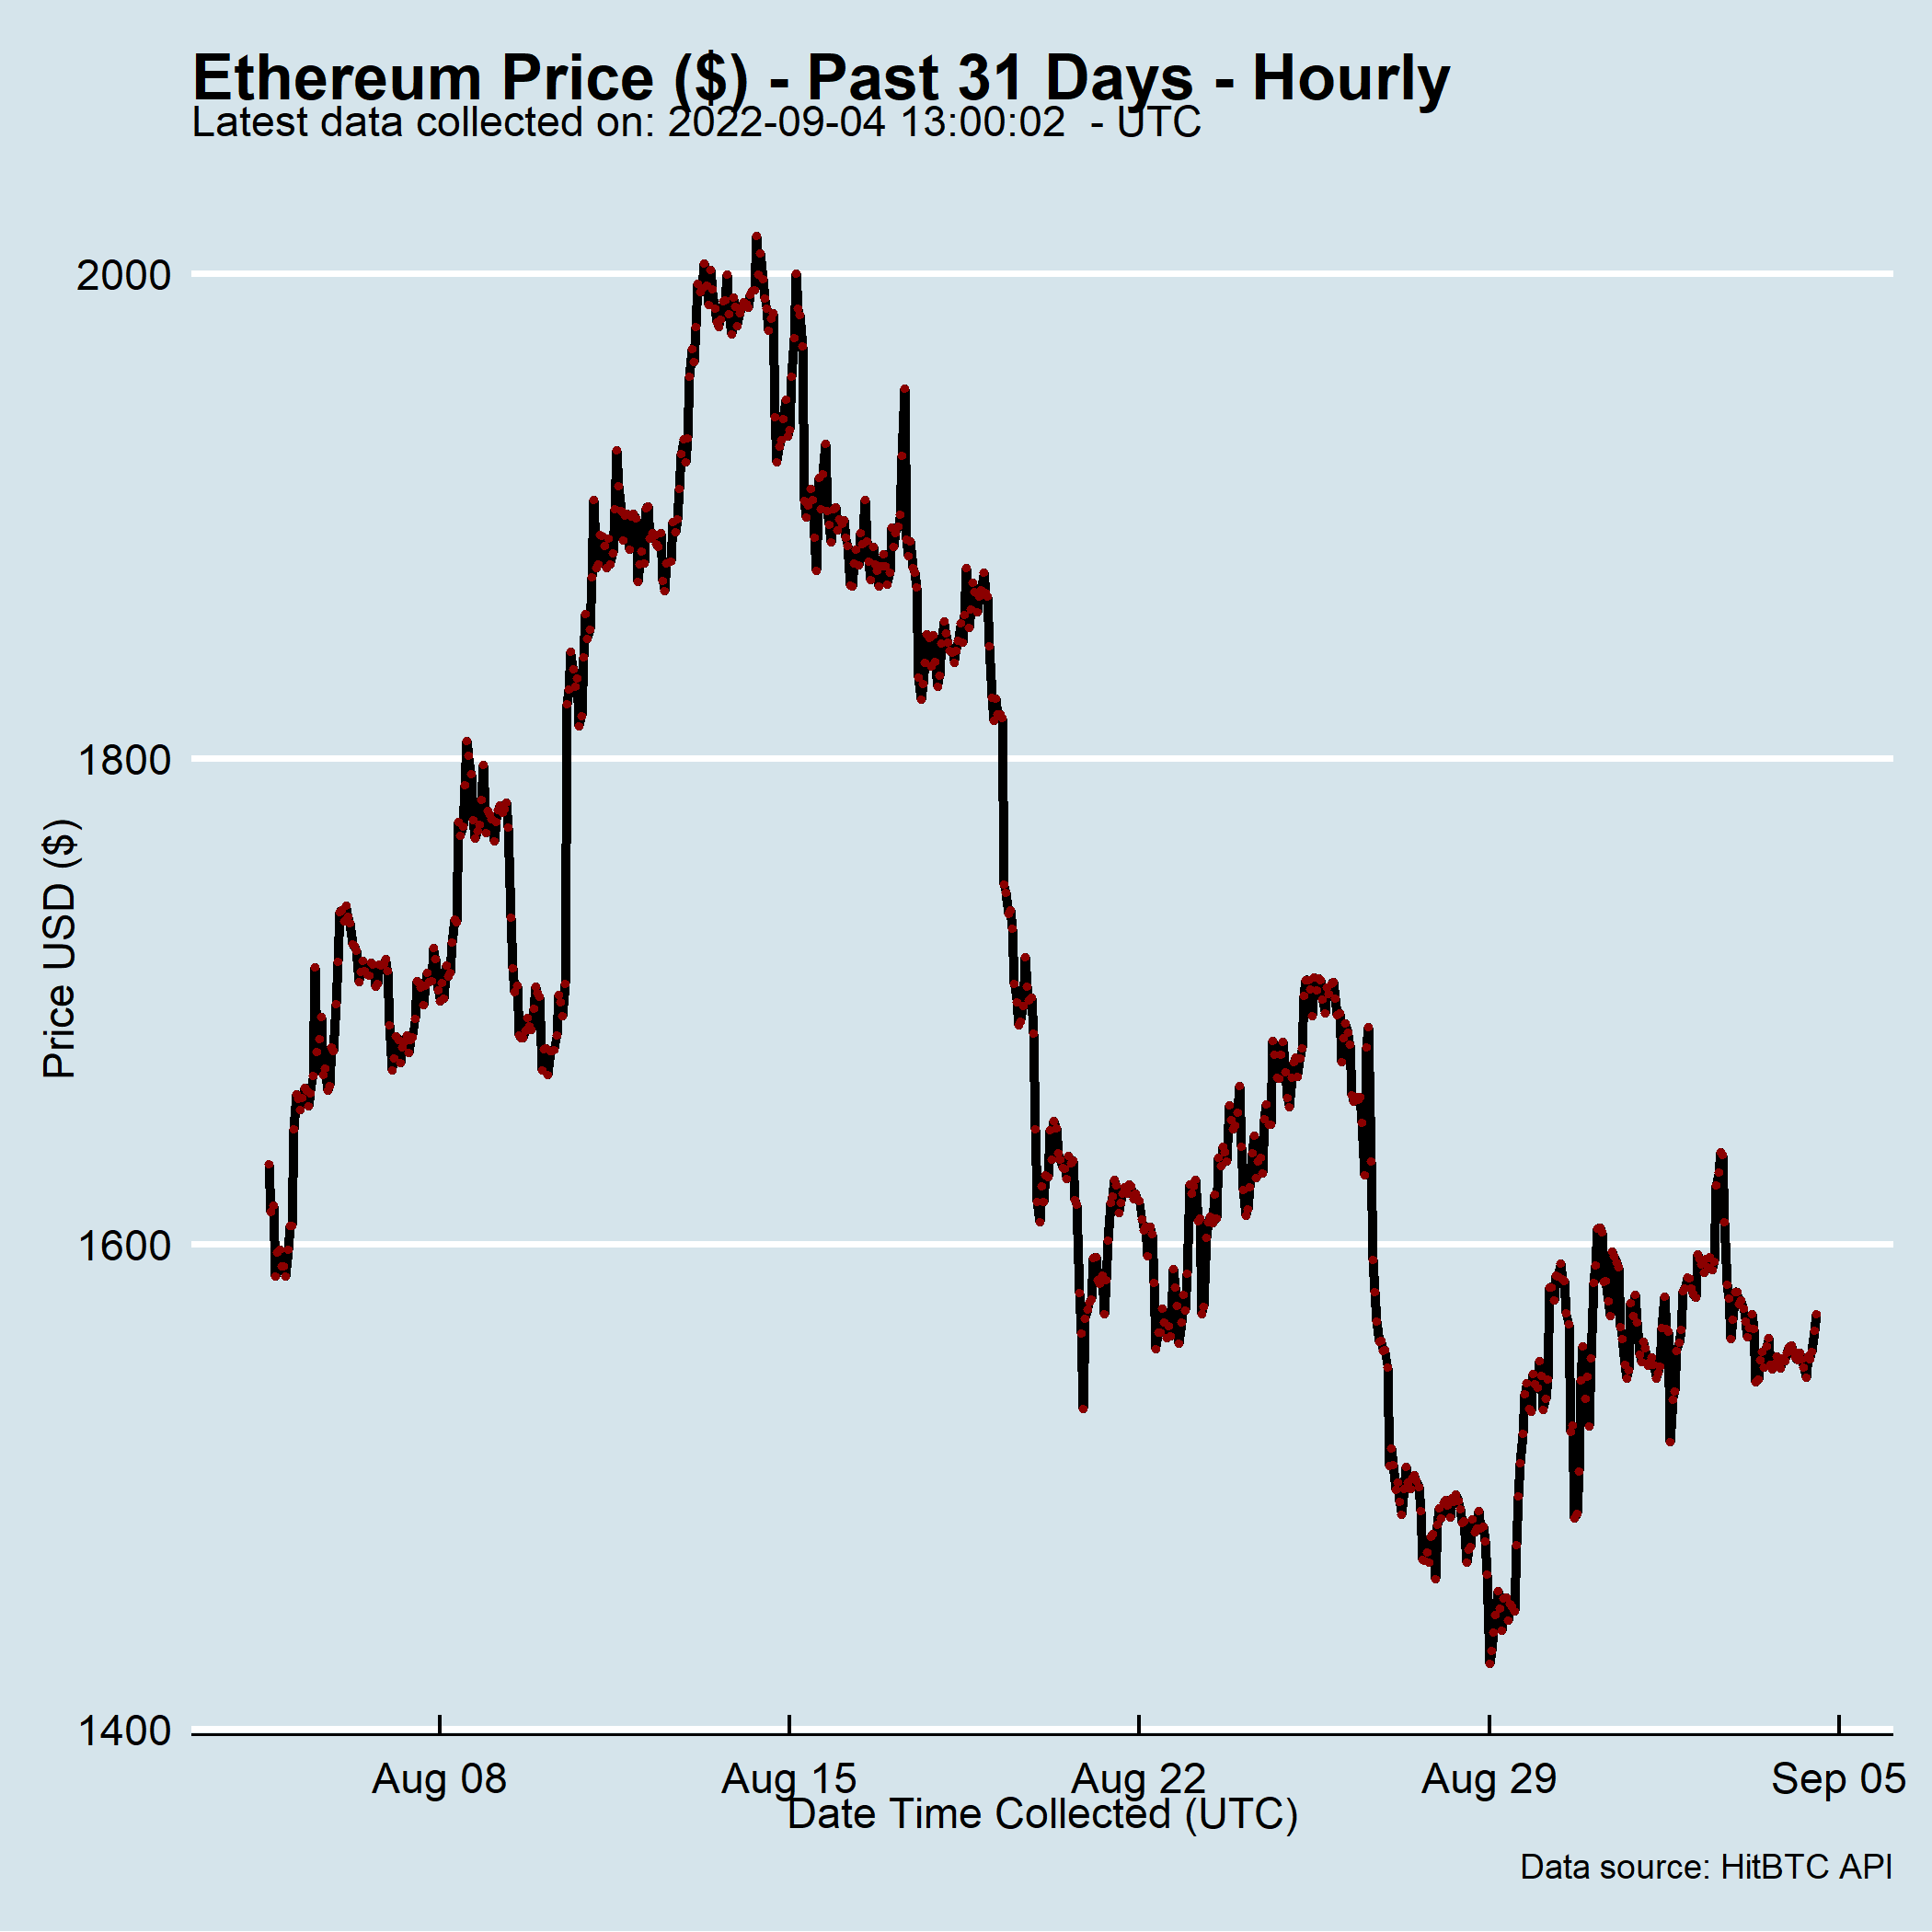 Ethereum Price ($) - Past 31 Days - Hourly
Latest data collected on: 2022-09-04 13:00:02  - UTC
Price USD ($)
2000
1800
1600
1400
Aug 08
Aug 15
Aug 22
Aug 29
Sep 05
Date Time Collected (UTC)
Data source: HitBTC API